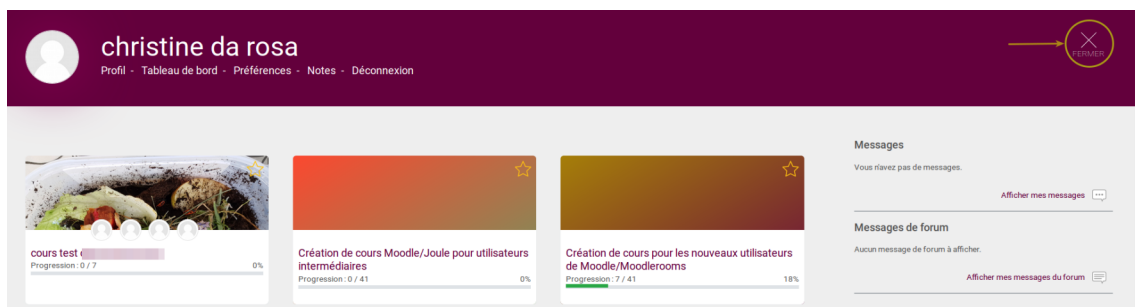 christine da rosa
Profil - Tableau de bord - Préférences - Notes - Déconnexion
FERMER
cours test
Progression : 0 / 7 0%
Création de cours Moodle/Joule pour utilisateurs
intermédiaires
Progression : 0 / 41 0%
Création de cours pour les nouveaux utilisateurs
de Moodle/Moodlerooms
Progression : 7 / 41 18%
Messages
Vous n'avez pas de messages.
Afficher mes messages
Messages de forum
Aucun message de forum à afficher.
Afficher mes messages du forum